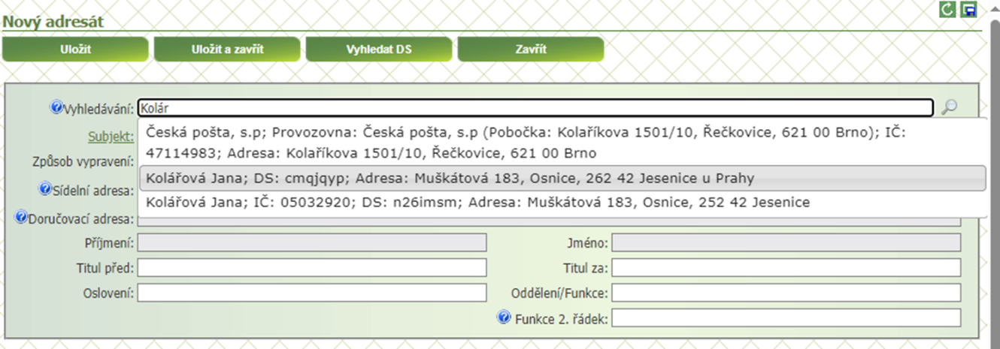 Nový adresát
Uložit
Uložit a zavřít
Vyhledat DS
Zavřít
Vyhledávání:
Kolár
Česká pošta, s.p; Provozovna: Česká pošta, s.p (Pobočka: Kolaříkova 1501/10, Řečkovice, 621 00 Brno); IČ:
47114983; Adresa: Kolaříkova 1501/10, Řečkovice, 621 00 Brno
Kolářová Jana; DS: cmqjqyp; Adresa: Muškátová 183, Osnice, 262 42 Jesenice u Prahy
Kolářová Jana; IČ: 05032920; DS: n26imsm; Adresa: Muškátová 183, Osnice, 252 42 Jesenice
Subjekt:
Způsob vypravení:
Sídelní adresa:
Doručovací adresa:
Příjmení:
Jméno:
Titul před:
Titul za:
Oslovení:
Oddělení/Funkce:
Funkce 2. řádek: